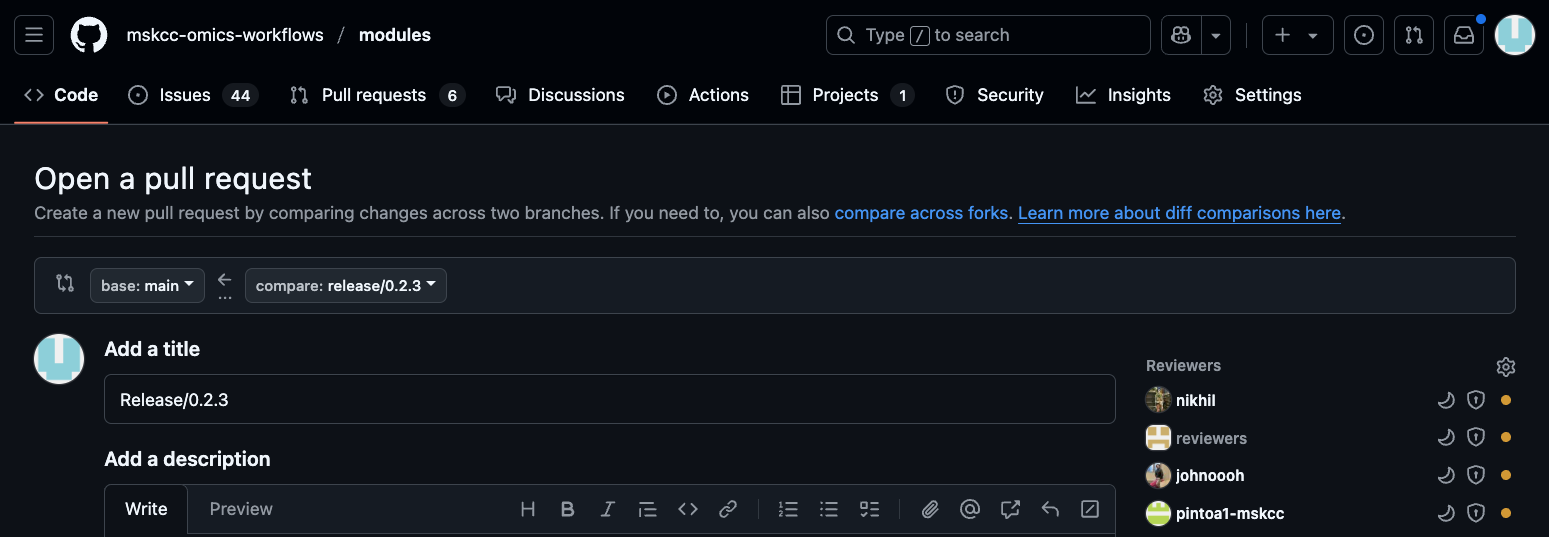 mskcc-omics-workflows / modules
Type / to search
Code Issues 44 Pull requests 6 Discussions Actions Projects 1 Security Insights Settings
Open a pull request
Create a new pull request by comparing changes across two branches. If you need to, you can also compare across forks. Learn more about diff comparisons here.
base: main compare: release/0.2.3
Add a title
Reviewers
Release/0.2.3
nikhil
reviewers
Add a description
johnoooh
Write Preview
pintoa1-mskcc